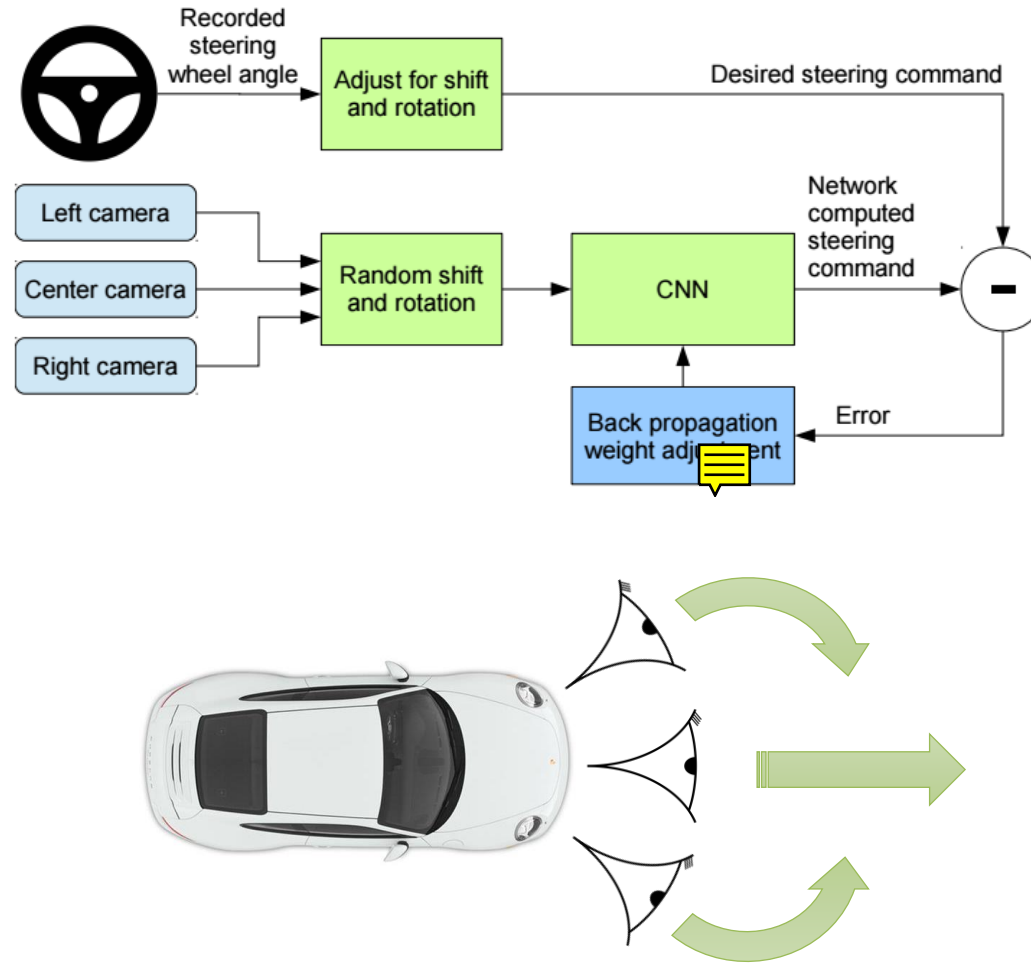 Recorded
steering
wheel angle
Adjust for shift
and rotation
Desired steering command
Left camera
Center camera
Right camera
Random shift
and rotation
CNN
Network
computed
steering
command
-
Back propagation
weight
Error